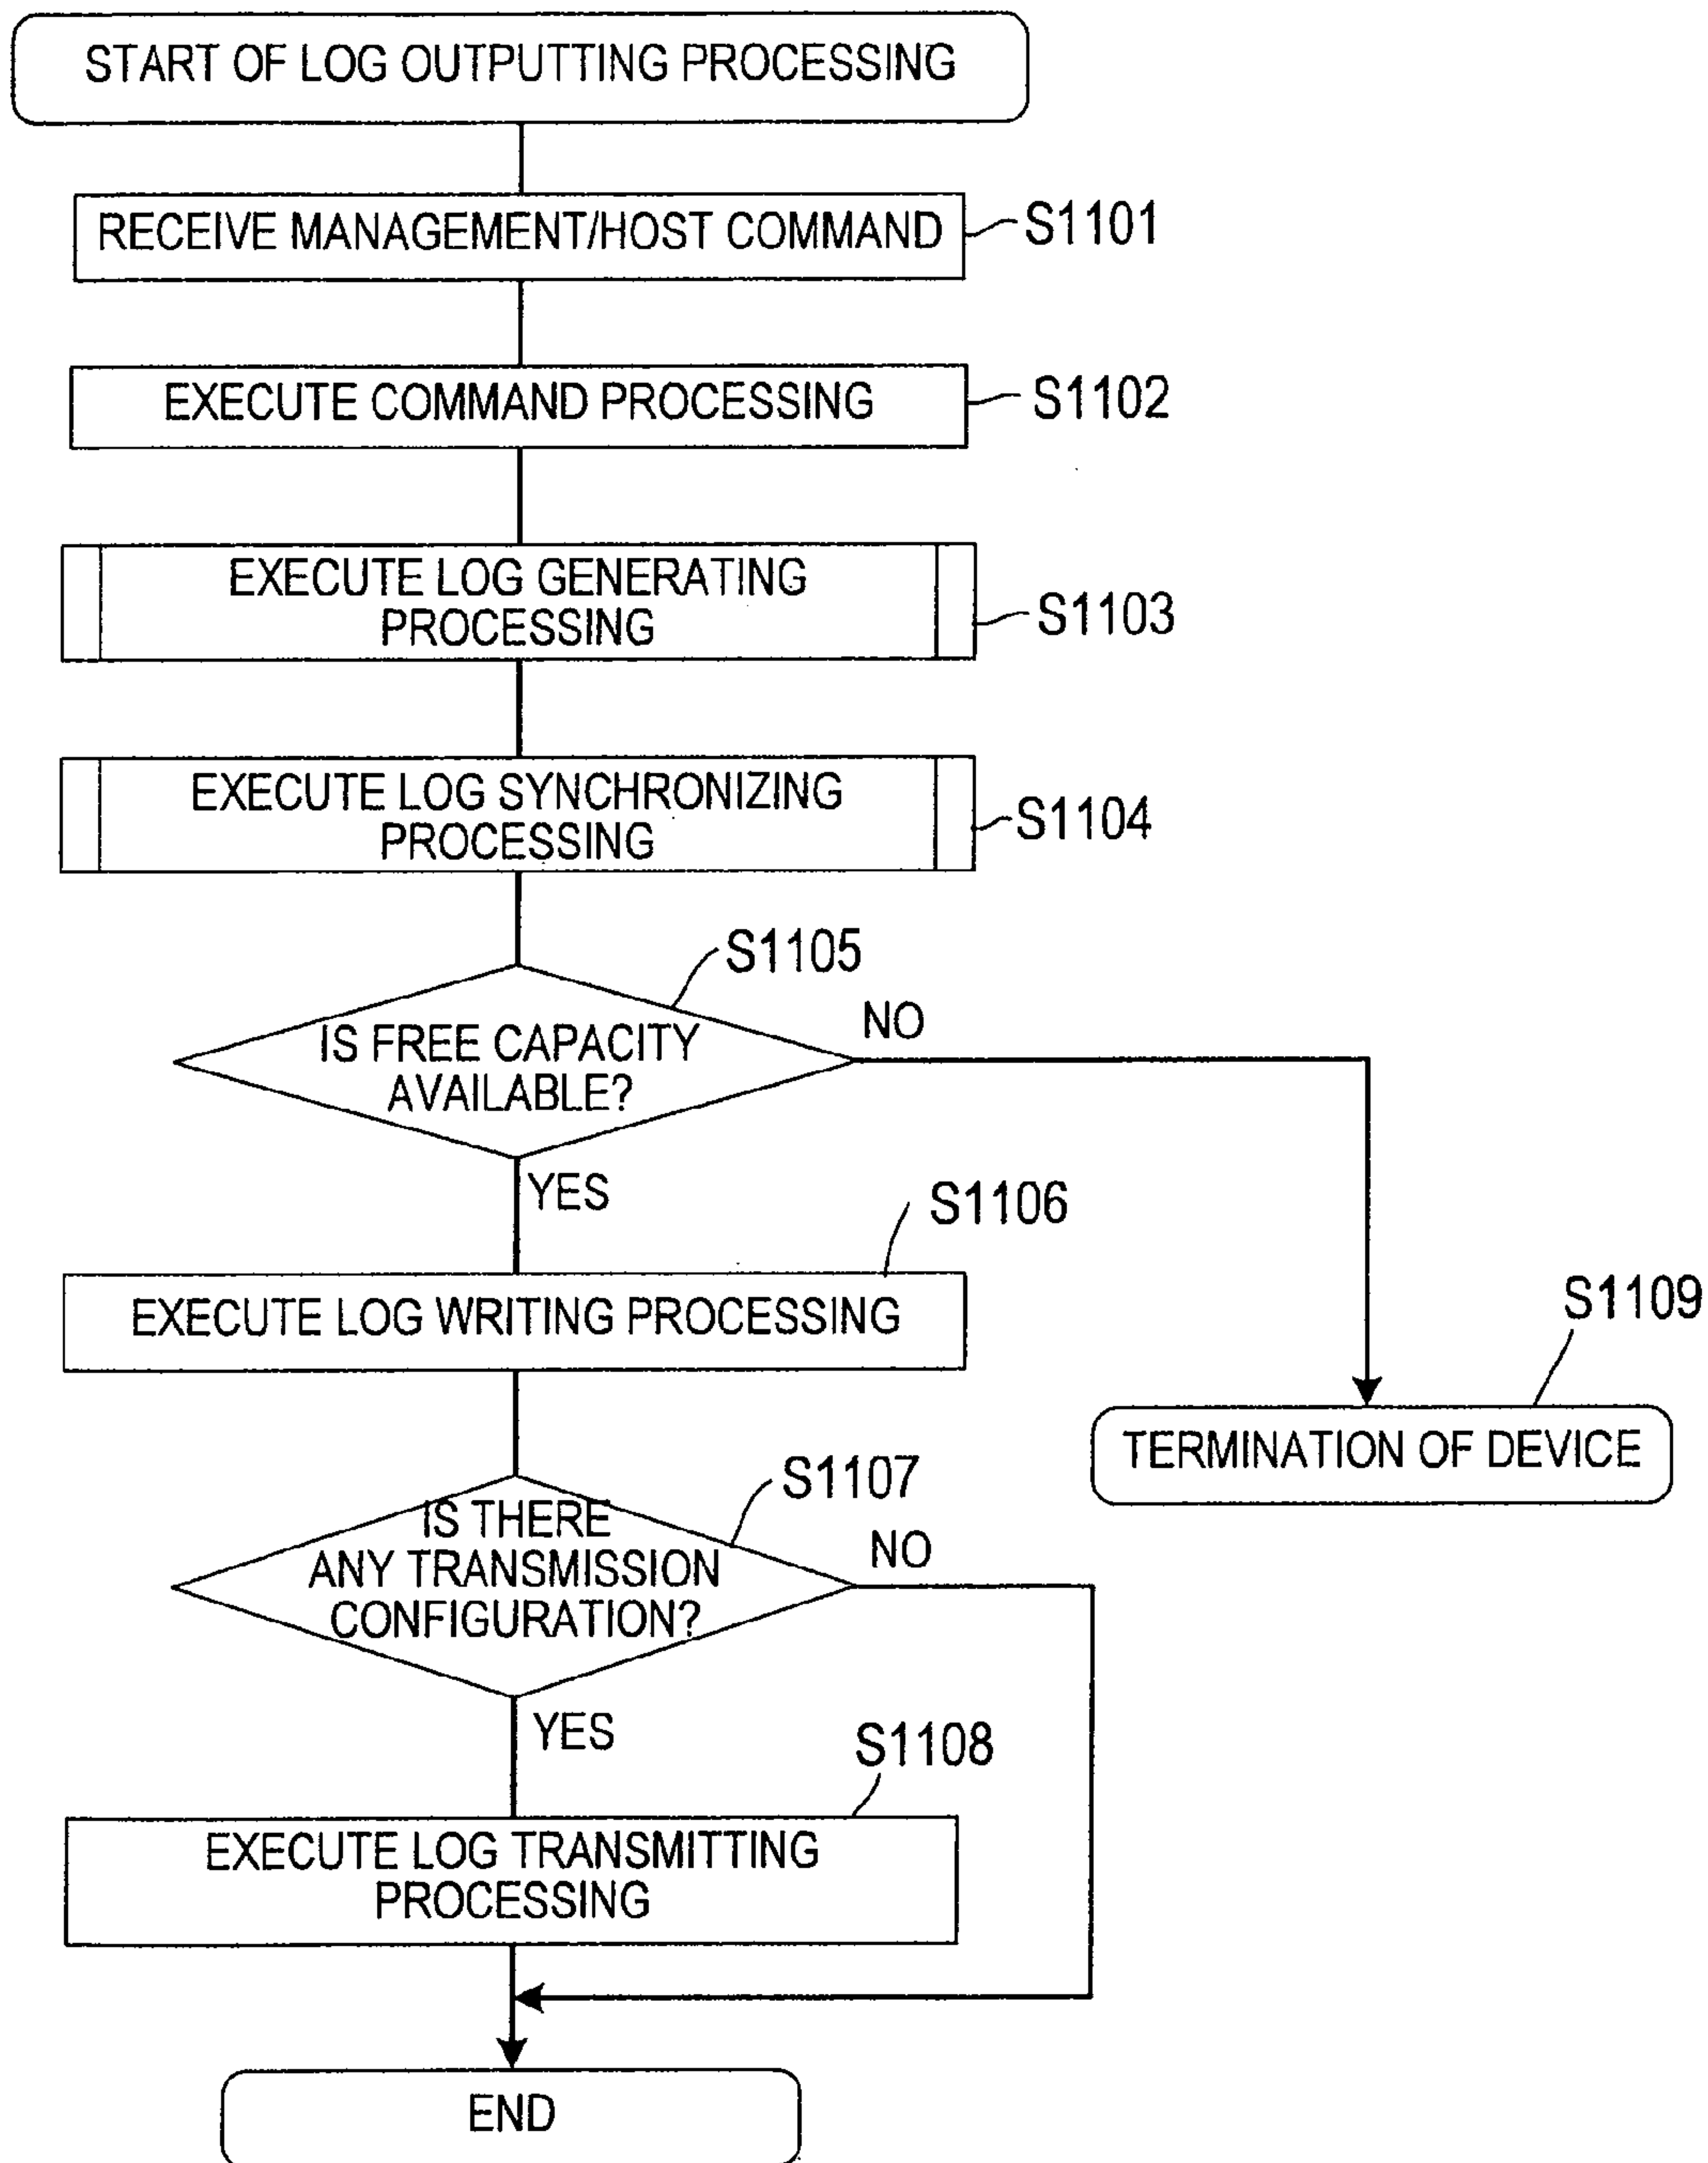 START OF LOG OUTPUTTING PROCESSING
RECEIVE MANAGEMENT/HOST COMMAND
S1101
EXECUTE COMMAND PROCESSING
S1102
EXECUTE LOG GENERATING
PROCESSING
S1103
EXECUTE LOG SYNCHRONIZING
PROCESSING
S1104
S1105
IS FREE CAPACITY
AVAILABLE?
NO
YES
S1106
EXECUTE LOG WRITING PROCESSING
S1109
TERMINATION OF DEVICE
S1107
IS THERE
ANY TRANSMISSION
CONFIGURATION?
NO
YES
S1108
EXECUTE LOG TRANSMITTING
PROCESSING
END